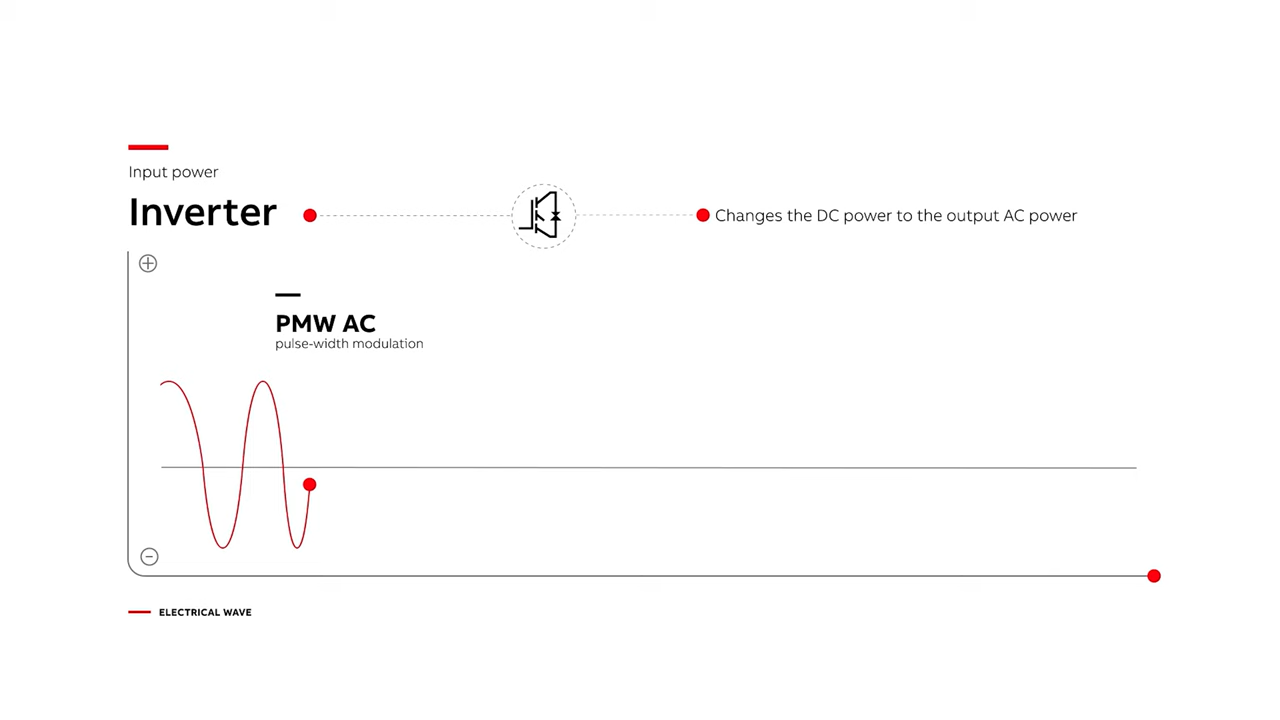 Input power
Inverter
Changes the DC power to the output AC power
PMW AC
pulse-width modulation
ELECTRICAL WAVE